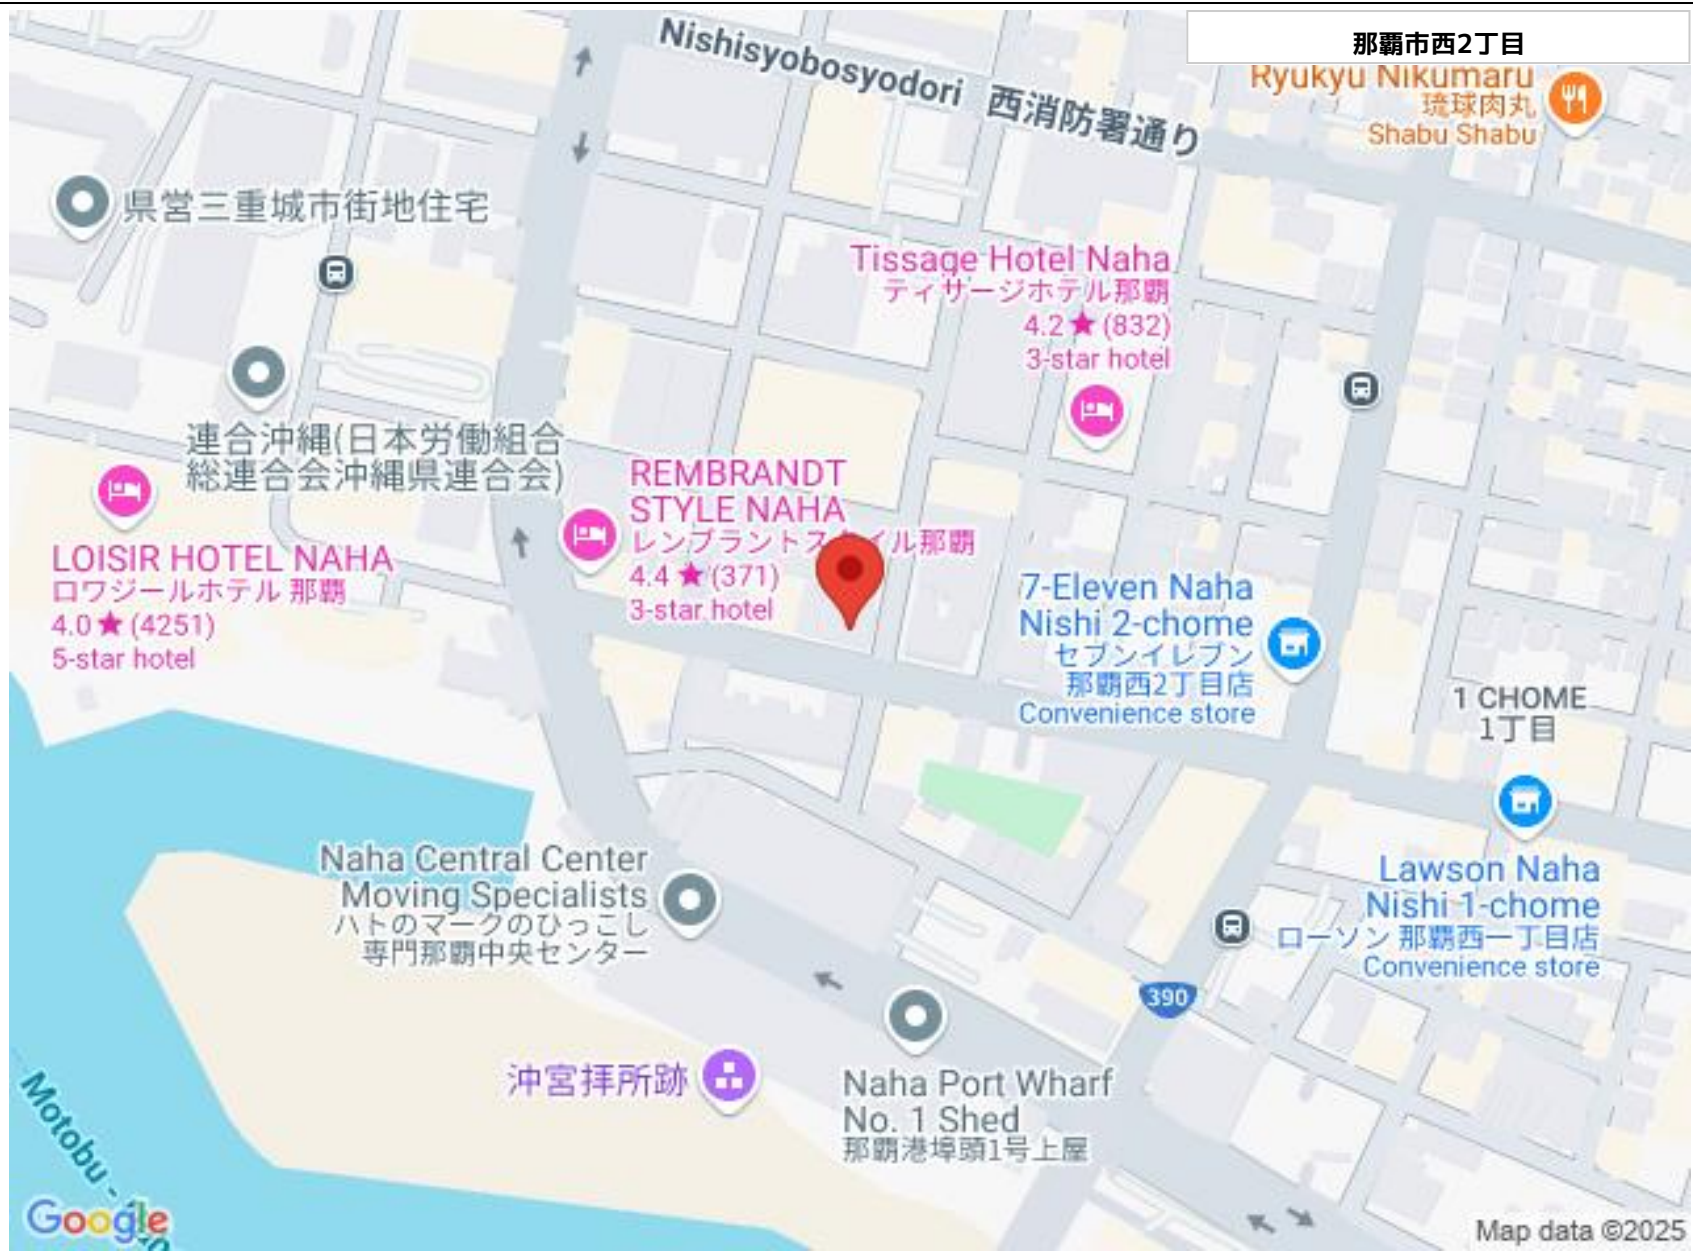 那覇市西2丁目
Nishisyobosyodori 西消防署通り
Ryukyu Nikumaru
琉球肉丸
Shabu Shabu
県営三重城市街地住宅
Tissage Hotel Naha
ティサージホテル那覇
4.2★(832)
3-star hotel
連合沖縄(日本労働組合
総連合会沖縄県連合会)
REMBRANDT
STYLE NAHA
レンブラントス イル那覇
4.4★(371)
3-star hotel
LOISIR HOTEL NAHA
ロワジールホテル 那覇
4.0★(4251)
5-star hotel
7-Eleven Naha
Nishi 2-chome
セブンイレブン
那覇西2丁目店
Convenience store
1 CHOME
1丁目
Lawson Naha
Nishi 1-chome
ローソン 那覇西一丁目店
Convenience store
Naha Central Center
Moving Specialists
ハトのマークのひっこし
専門那覇中央センター
390
沖宮拝所跡
Naha Port Wharf
No. 1 Shed
那覇港埠頭1号上屋
Motobu -
Google
Map data ©2025